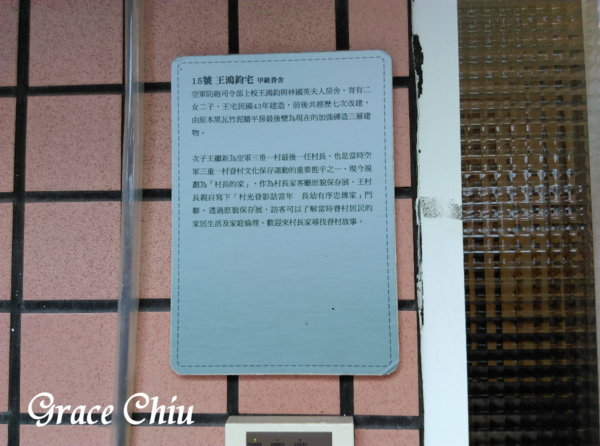 15號 王鴻鈞宅 甲級眷舍
空軍防砲司令部上校王鴻鈞與林國英夫人房舍，育有二
女二子，王宅民國43年建造，前後共經歷七次改建，
由原本黑瓦竹泥牆平房最後變為現在的加強磚造三層建
物。
次子王繼新為空軍三重一村最後一任村長，也是當時空
軍三重一村眷村文化保存運動的重要推手之一。現今規
劃為「村長的家」，作為村長家客廳原貌保存展。王村
長親自寫下「村光眷影話當年 長幼有序忠傳家」門
聯，透過原貌保存展，訪客可以了解當時眷村居民的
家居生活及家庭倫理。歡迎來村長家尋找眷村故事。
Grace Chiu